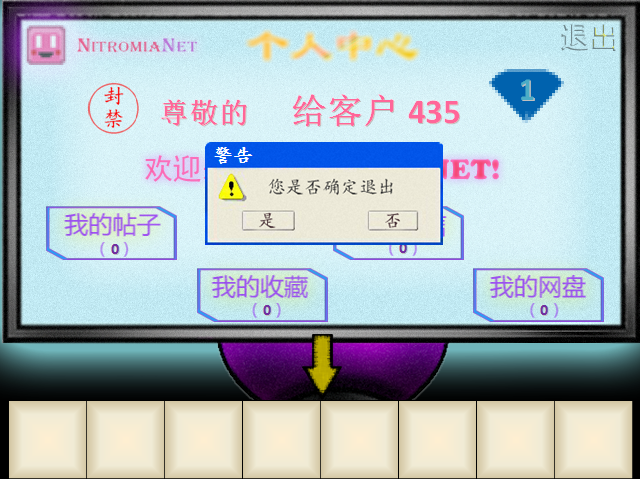 NITROMIANET
个人中心
退出
封禁
尊敬的 给客户 435
1
欢迎
NET!
警告
您是否确定退出
是 否
我的帖子
(0)
(0)
我的收藏
(0)
我的网盘
(0)